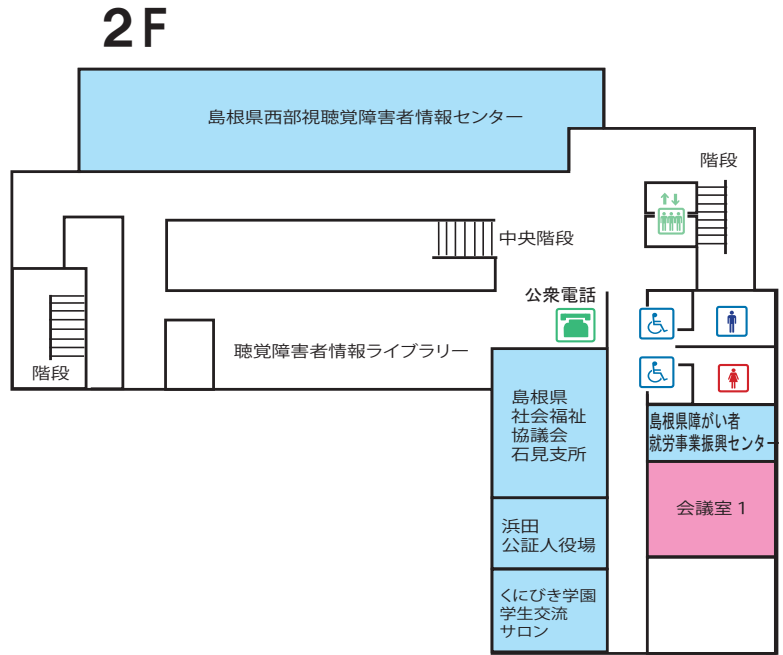 2F
島根県西部視聴覚障害者情報センター
階段
中央階段
公衆電話
聴覚障害者情報ライブラリー
階段
島根県
社会福祉
協議会
石見支所
島根県障がい者
就労事業振興センター
会議室 1
浜田
公証人役場
くにびき学園
学生交流
サロン